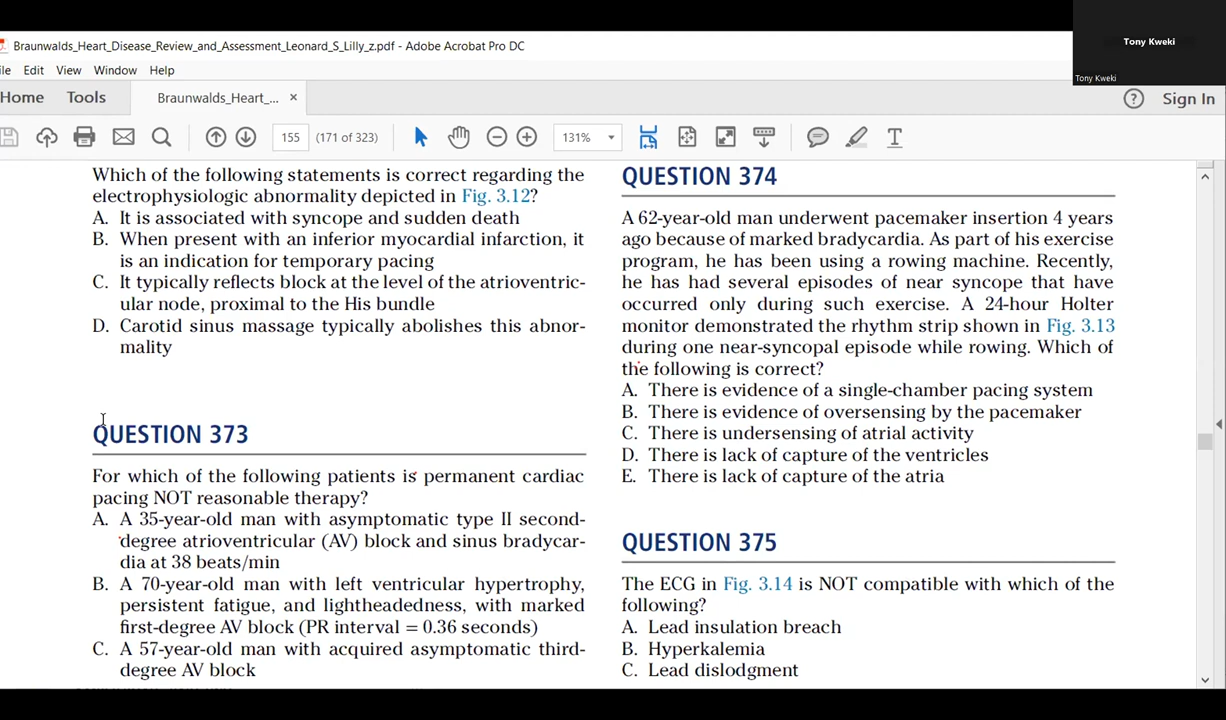 Tony Kweki
Tony Kweki
Braunwalds_Heart_Disease_Review_and_Assessment_Leonard_S_Lilly_z.pdf - Adobe Acrobat Pro DC
ile Edit View Window Help
Home Tools Braunwalds_Heart_... ×
? Sign In
155 (171 of 323) 131% T
Which of the following statements is correct regarding the
electrophysiologic abnormality depicted in Fig. 3.12?
A. It is associated with syncope and sudden death
B. When present with an inferior myocardial infarction, it
is an indication for temporary pacing
C. It typically reflects block at the level of the atrioventric-
ular node, proximal to the His bundle
D. Carotid sinus massage typically abolishes this abnor-
mality
QUESTION 373
For which of the following patients is permanent cardiac
pacing NOT reasonable therapy?
A. A 35-year-old man with asymptomatic type II second-
degree atrioventricular (AV) block and sinus bradycar-
dia at 38 beats/min
B. A 70-year-old man with left ventricular hypertrophy,
persistent fatigue, and lightheadedness, with marked
first-degree AV block (PR interval = 0.36 seconds)
C. A 57-year-old man with acquired asymptomatic third-
degree AV block
QUESTION 374
A 62-year-old man underwent pacemaker insertion 4 years
ago because of marked bradycardia. As part of his exercise
program, he has been using a rowing machine. Recently,
he has had several episodes of near syncope that have
occurred only during such exercise. A 24-hour Holter
monitor demonstrated the rhythm strip shown in Fig. 3.13
during one near-syncopal episode while rowing. Which of
the following is correct?
A. There is evidence of a single-chamber pacing system
B. There is evidence of oversensing by the pacemaker
C. There is undersensing of atrial activity
D. There is lack of capture of the ventricles
E. There is lack of capture of the atria
QUESTION 375
The ECG in Fig. 3.14 is NOT compatible with which of the
following?
A. Lead insulation breach
B. Hyperkalemia
C. Lead dislodgment